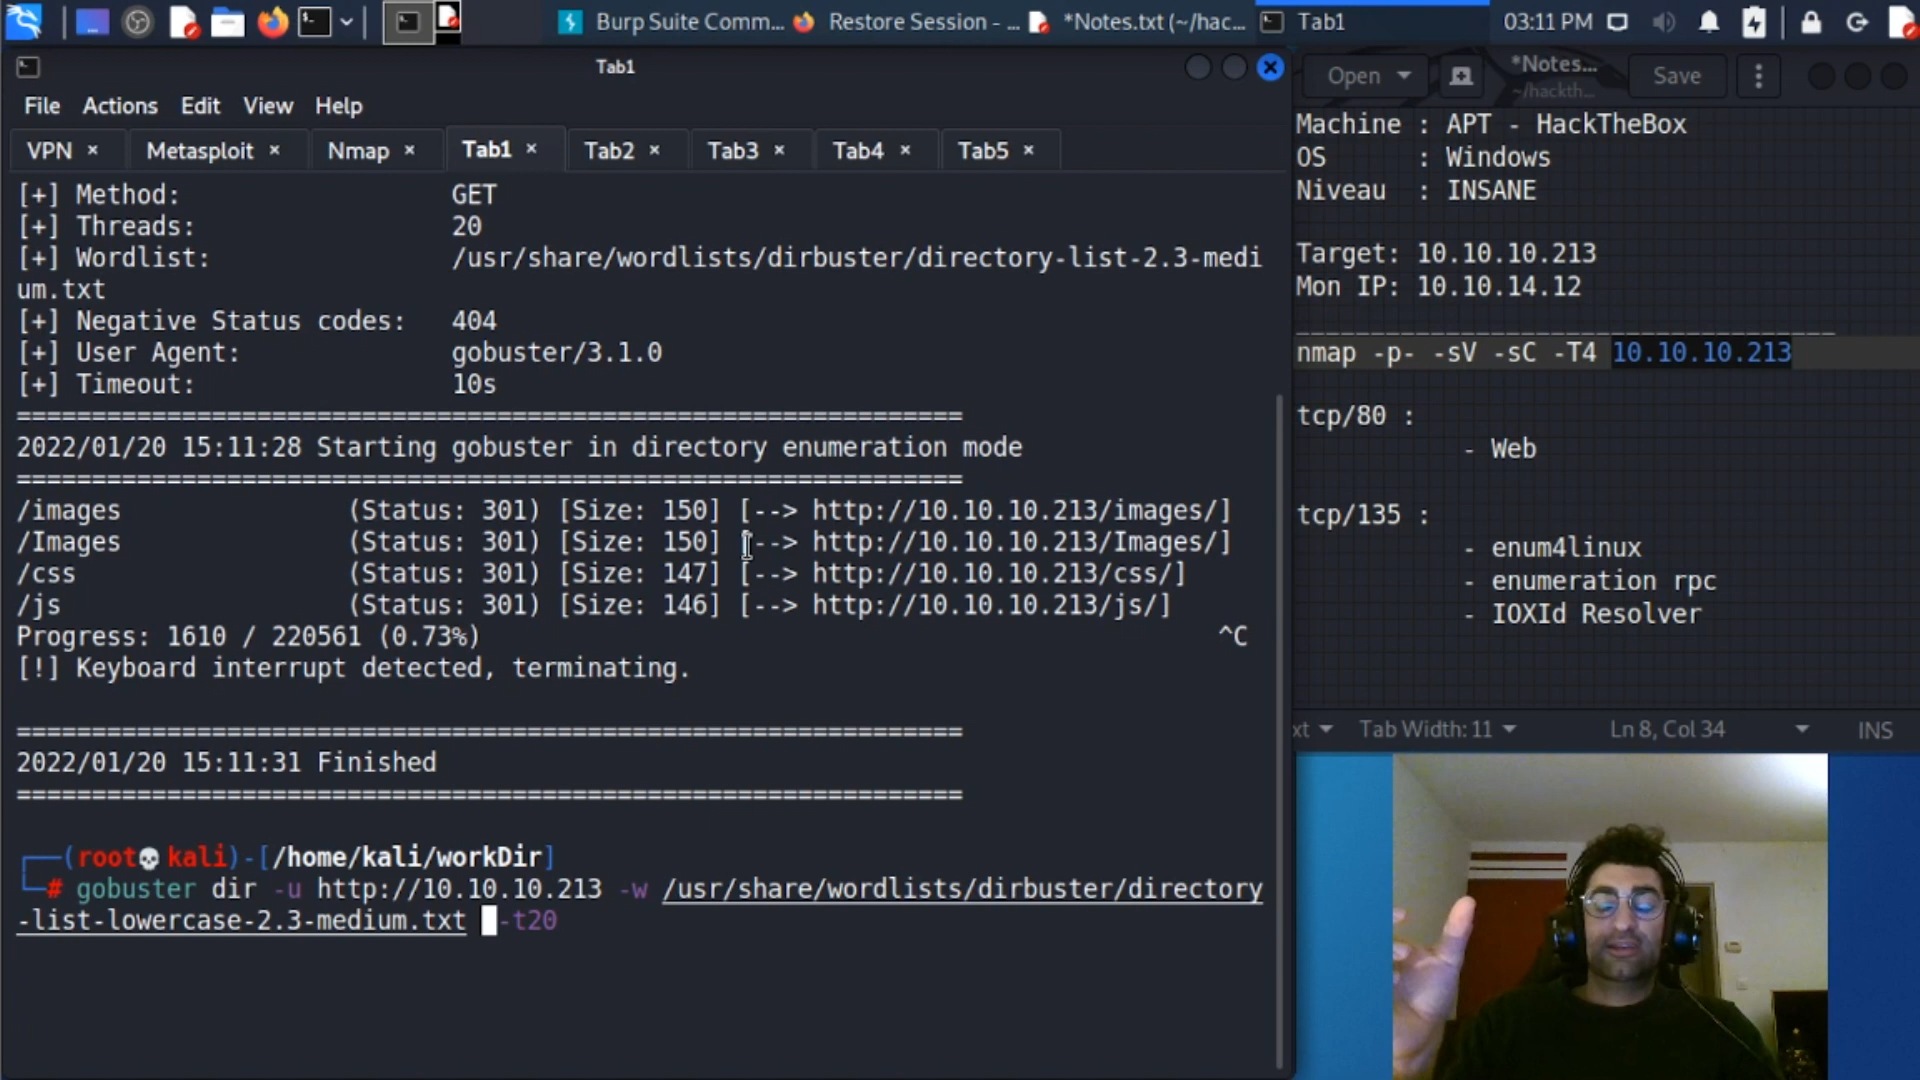 Burp Suite Comm...
Restore Session - ...
*Notes.txt (~/hac...
Tab1
03:11 PM
Tab1
File Actions Edit View Help
VPN × Metasploit × Nmap × Tab1 × Tab2 × Tab3 × Tab4 × Tab5 ×
[+] Method: GET
[+] Threads: 20
[+] Wordlist: /usr/share/wordlists/dirbuster/directory-list-2.3-medi
um.txt
[+] Negative Status codes: 404
[+] User Agent: gobuster/3.1.0
[+] Timeout: 10s
===============================================================
2022/01/20 15:11:28 Starting gobuster in directory enumeration mode
===============================================================
/images (Status: 301) [Size: 150] [--> http://10.10.10.213/images/]
/Images (Status: 301) [Size: 150] [--> http://10.10.10.213/Images/]
/css (Status: 301) [Size: 147] [--> http://10.10.10.213/css/]
/js (Status: 301) [Size: 146] [--> http://10.10.10.213/js/]
Progress: 1610 / 220561 (0.73%) ^C
[!] Keyboard interrupt detected, terminating.
===============================================================
2022/01/20 15:11:31 Finished
===============================================================
┌──(root💀kali)-[/home/kali/workDir]
└─# gobuster dir -u http://10.10.10.213 -w /usr/share/wordlists/dirbuster/directory
-list-lowercase-2.3-medium.txt -t20
Open
*Notes...
~/hackth...
Save
Machine : APT - HackTheBox
OS : Windows
Niveau : INSANE
Target: 10.10.10.213
Mon IP: 10.10.14.12
____________________________________
nmap -p- -sV -sC -T4 10.10.10.213
tcp/80 :
- Web
tcp/135 :
- enum4linux
- enumeration rpc
- IOXId Resolver
xt Tab Width: 11 Ln 8, Col 34 INS